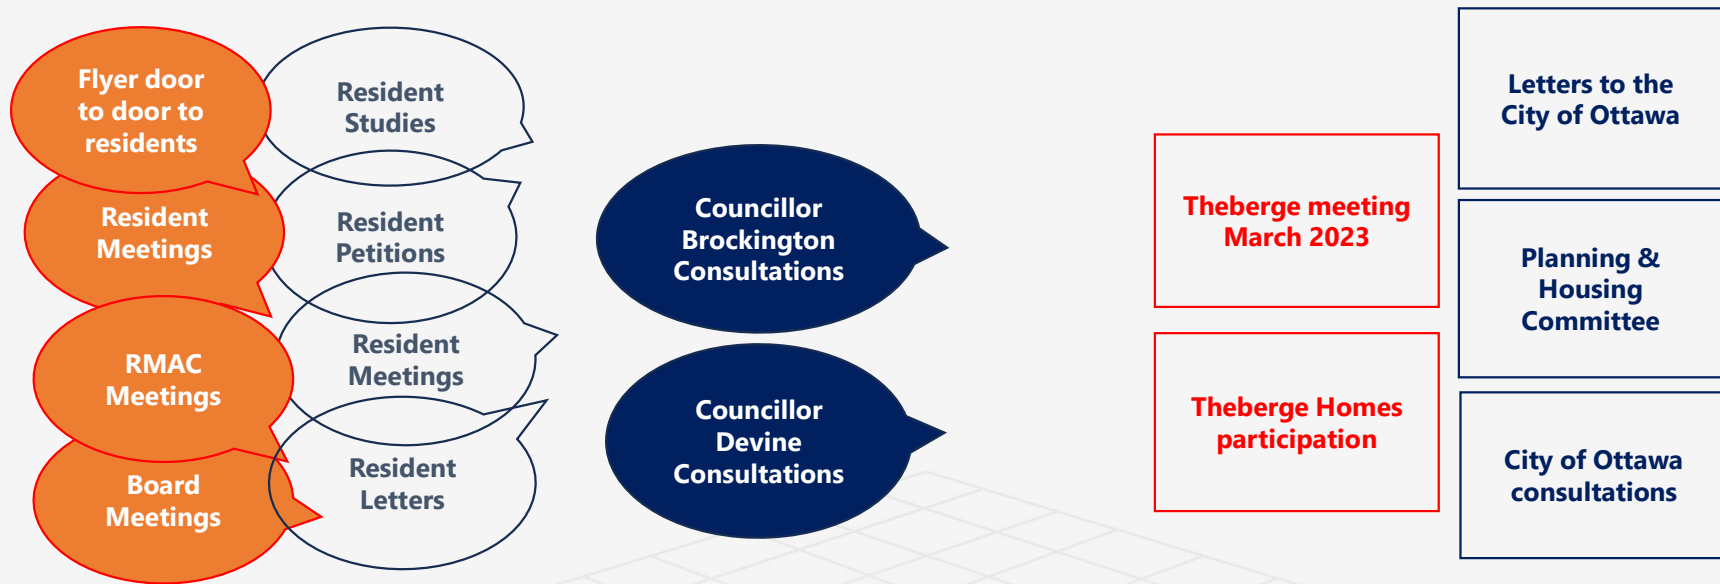 Flyer door
to door to
residents
Resident
Meetings
RMAC
Meetings
Board
Meetings
Resident
Studies
Resident
Petitions
Resident
Meetings
Resident
Letters
Councillor
Brockington
Consultations
Councillor
Devine
Consultations
Theberge meeting
March 2023
Theberge Homes
participation
Letters to the
City of Ottawa
Planning &
Housing
Committee
City of Ottawa
consultations